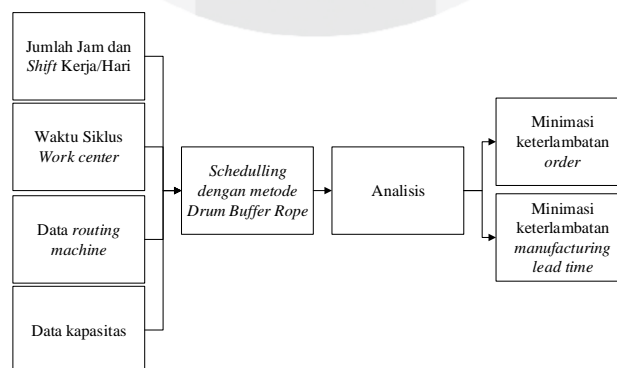 Jumlah Jam dan
Shift Kerja/Hari
Waktu Siklus
Work center
Data routing
machine
Data kapasitas
Schedulling
dengan metode
Drum Buffer Rope
Analisis
Minimasi
keterlambatan
order
Minimasi
keterlambatan
manufacturing
lead time